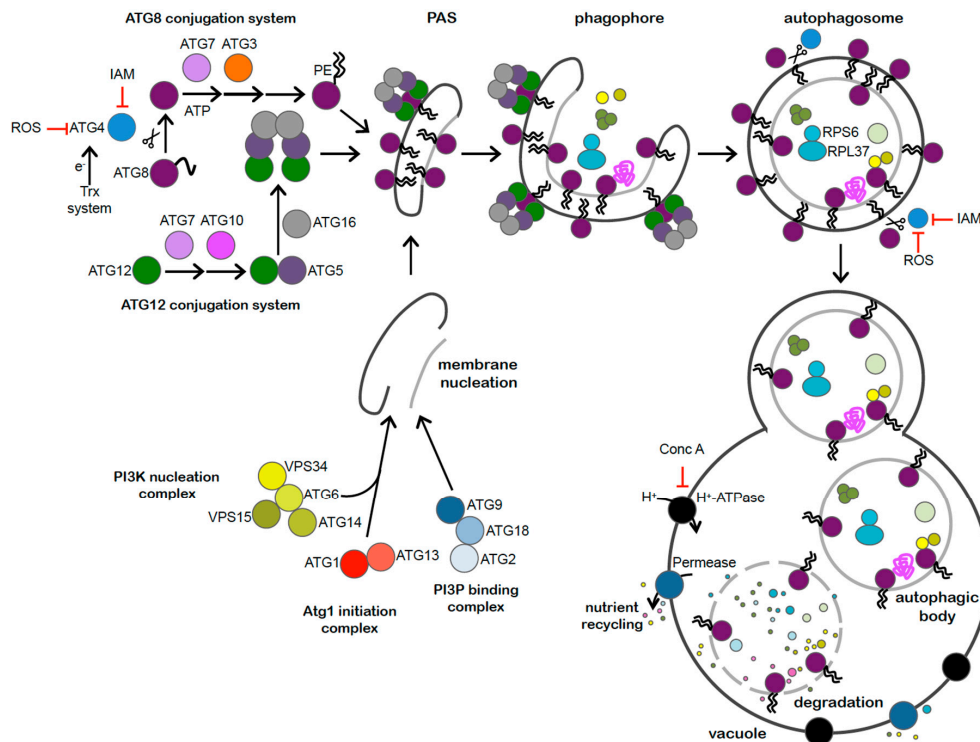 ATG8 conjugation system
PAS
phagophore
autophagosome
ATG7
ATG3
IAM
PE
ATP
ROS
ATG4
e-
Trx
system
ATG8
RPS6
RPL37
ATG7
ATG10
ATG16
IAM
ROS
ATG12
ATG5
ATG12 conjugation system
membrane
nucleation
Conc A
VPS34
PI3K nucleation
complex
ATG6
H+
H+-ATPase
VPS15
ATG14
ATG9
ATG18
ATG13
ATG1
ATG2
Permease
PI3P binding
complex
nutrient
recycling
autophagic
body
Atg1 initiation
complex
degradation
vacuole